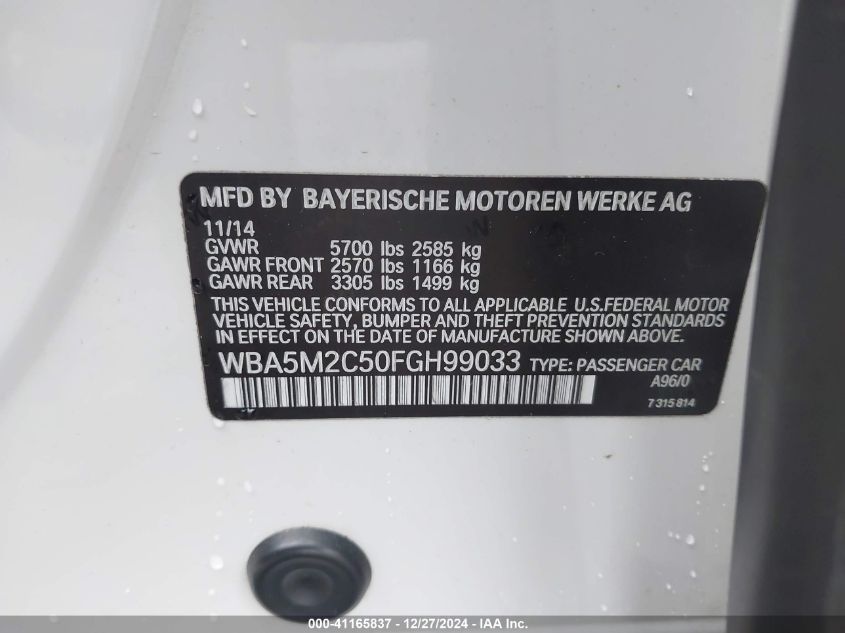 MFD BY BAYERISCHE MOTOREN WERKE AG
11/14
GVWR 5700 lbs 2585 kg
GAWR FRONT 2570 lbs 1166 kg
GAWR REAR 3305 lbs 1499 kg
THIS VEHICLE CONFORMS TO ALL APPLICABLE U.S.FEDERAL MOTOR
VEHICLE SAFETY, BUMPER AND THEFT PREVENTION STANDARDS
IN EFFECT ON THE DATE OF MANUFACTURE SHOWN ABOVE.
WBA5M2C50FGH99033 TYPE: PASSENGER CAR
A96/0
7 315 814
000-41165837 - 12/27/2024 - IAA Inc.